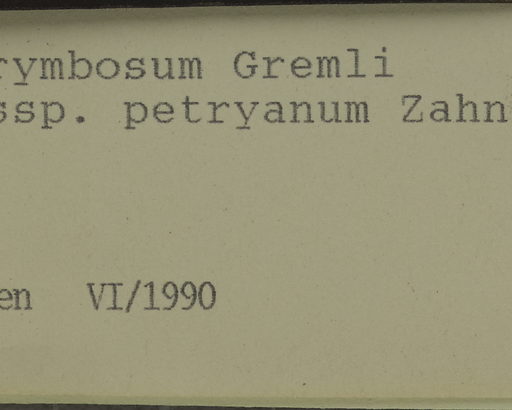 rymbosum Gremli
ssp. petryanum Zahn
en VI/1990